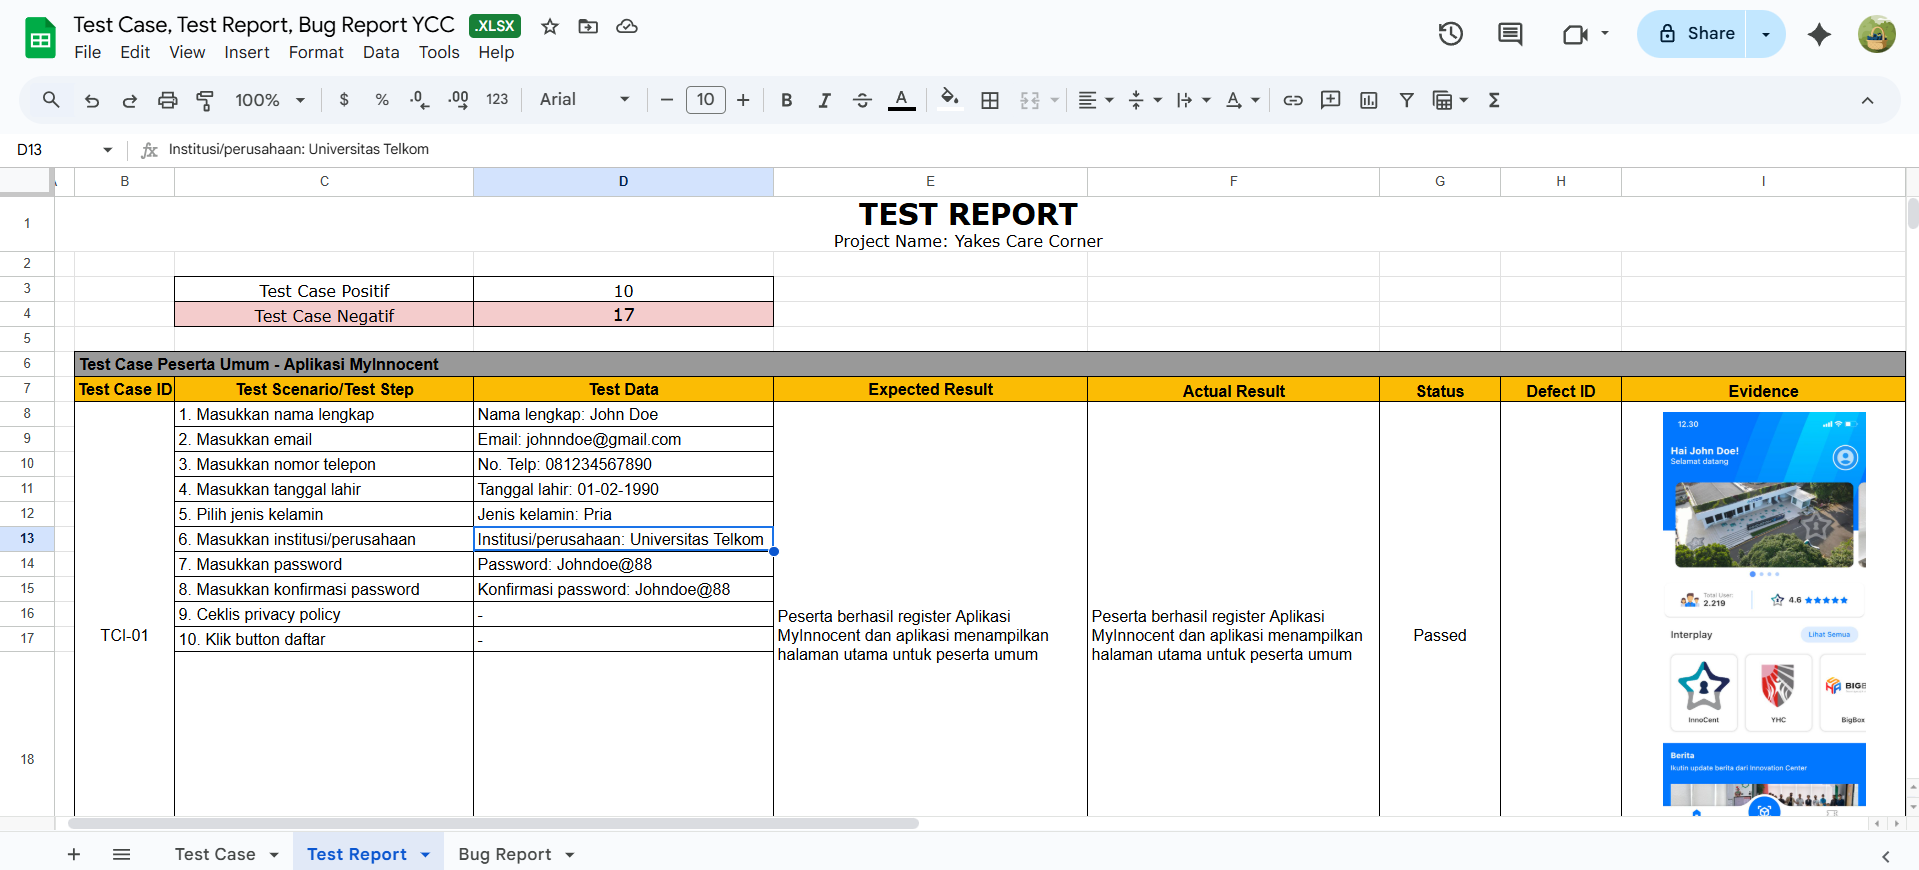 Test Case, Test Report, Bug Report YCC .XLSX
File Edit View Insert Format Data Tools Help
Share
100% $ % .0 .00 123 Arial 10 B I A
D13 Institusi/perusahaan: Universitas Telkom
B C D E F G H I
1 TEST REPORT
Project Name: Yakes Care Corner
2
3 Test Case Positif 10
4 Test Case Negatif 17
5
6 Test Case Peserta Umum - Aplikasi MyInnocent
7 Test Case ID Test Scenario/Test Step Test Data Expected Result Actual Result Status Defect ID Evidence
8 1. Masukkan nama lengkap Nama lengkap: John Doe
9 2. Masukkan email Email: johnndoe@gmail.com
10 3. Masukkan nomor telepon No. Telp: 081234567890
11 4. Masukkan tanggal lahir Tanggal lahir: 01-02-1990
12 5. Pilih jenis kelamin Jenis kelamin: Pria
13 6. Masukkan institusi/perusahaan Institusi/perusahaan: Universitas Telkom
14 7. Masukkan password Password: Johndoe@88
15 8. Masukkan konfirmasi password Konfirmasi password: Johndoe@88
16 9. Ceklis privacy policy -
17 10. Klik button daftar -
18
TCI-01
Peserta berhasil register Aplikasi
MyInnocent dan aplikasi menampilkan
halaman utama untuk peserta umum
Peserta berhasil register Aplikasi
MyInnocent dan aplikasi menampilkan
halaman utama untuk peserta umum
Passed
12.30
Hai John Doe!
Selamat datang
Total User:
2.219
4.6
Interplay Lihat Semua
BIGB
InnoCent YHC BigBox
Berita
Ikutin update berita dari Innovation Center
Test Case Test Report Bug Report